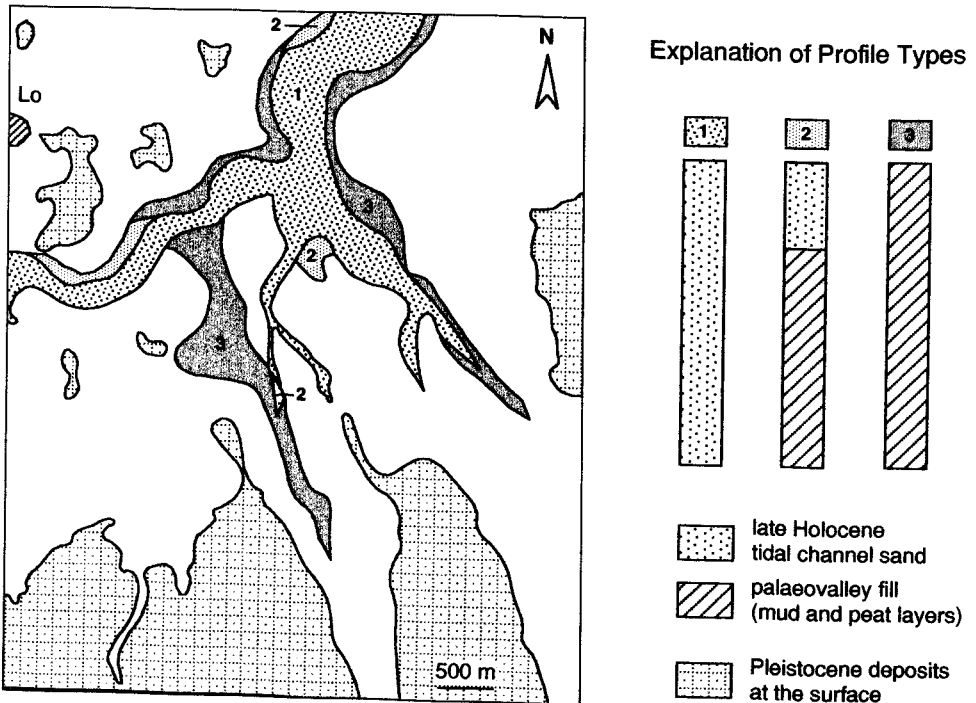 2
N
Lo
1
3
2
3
2
500 m
Explanation of Profile Types
1 2 3
late Holocene
tidal channel sand
palaeovalley fill
(mud and peat layers)
Pleistocene deposits
at the surface